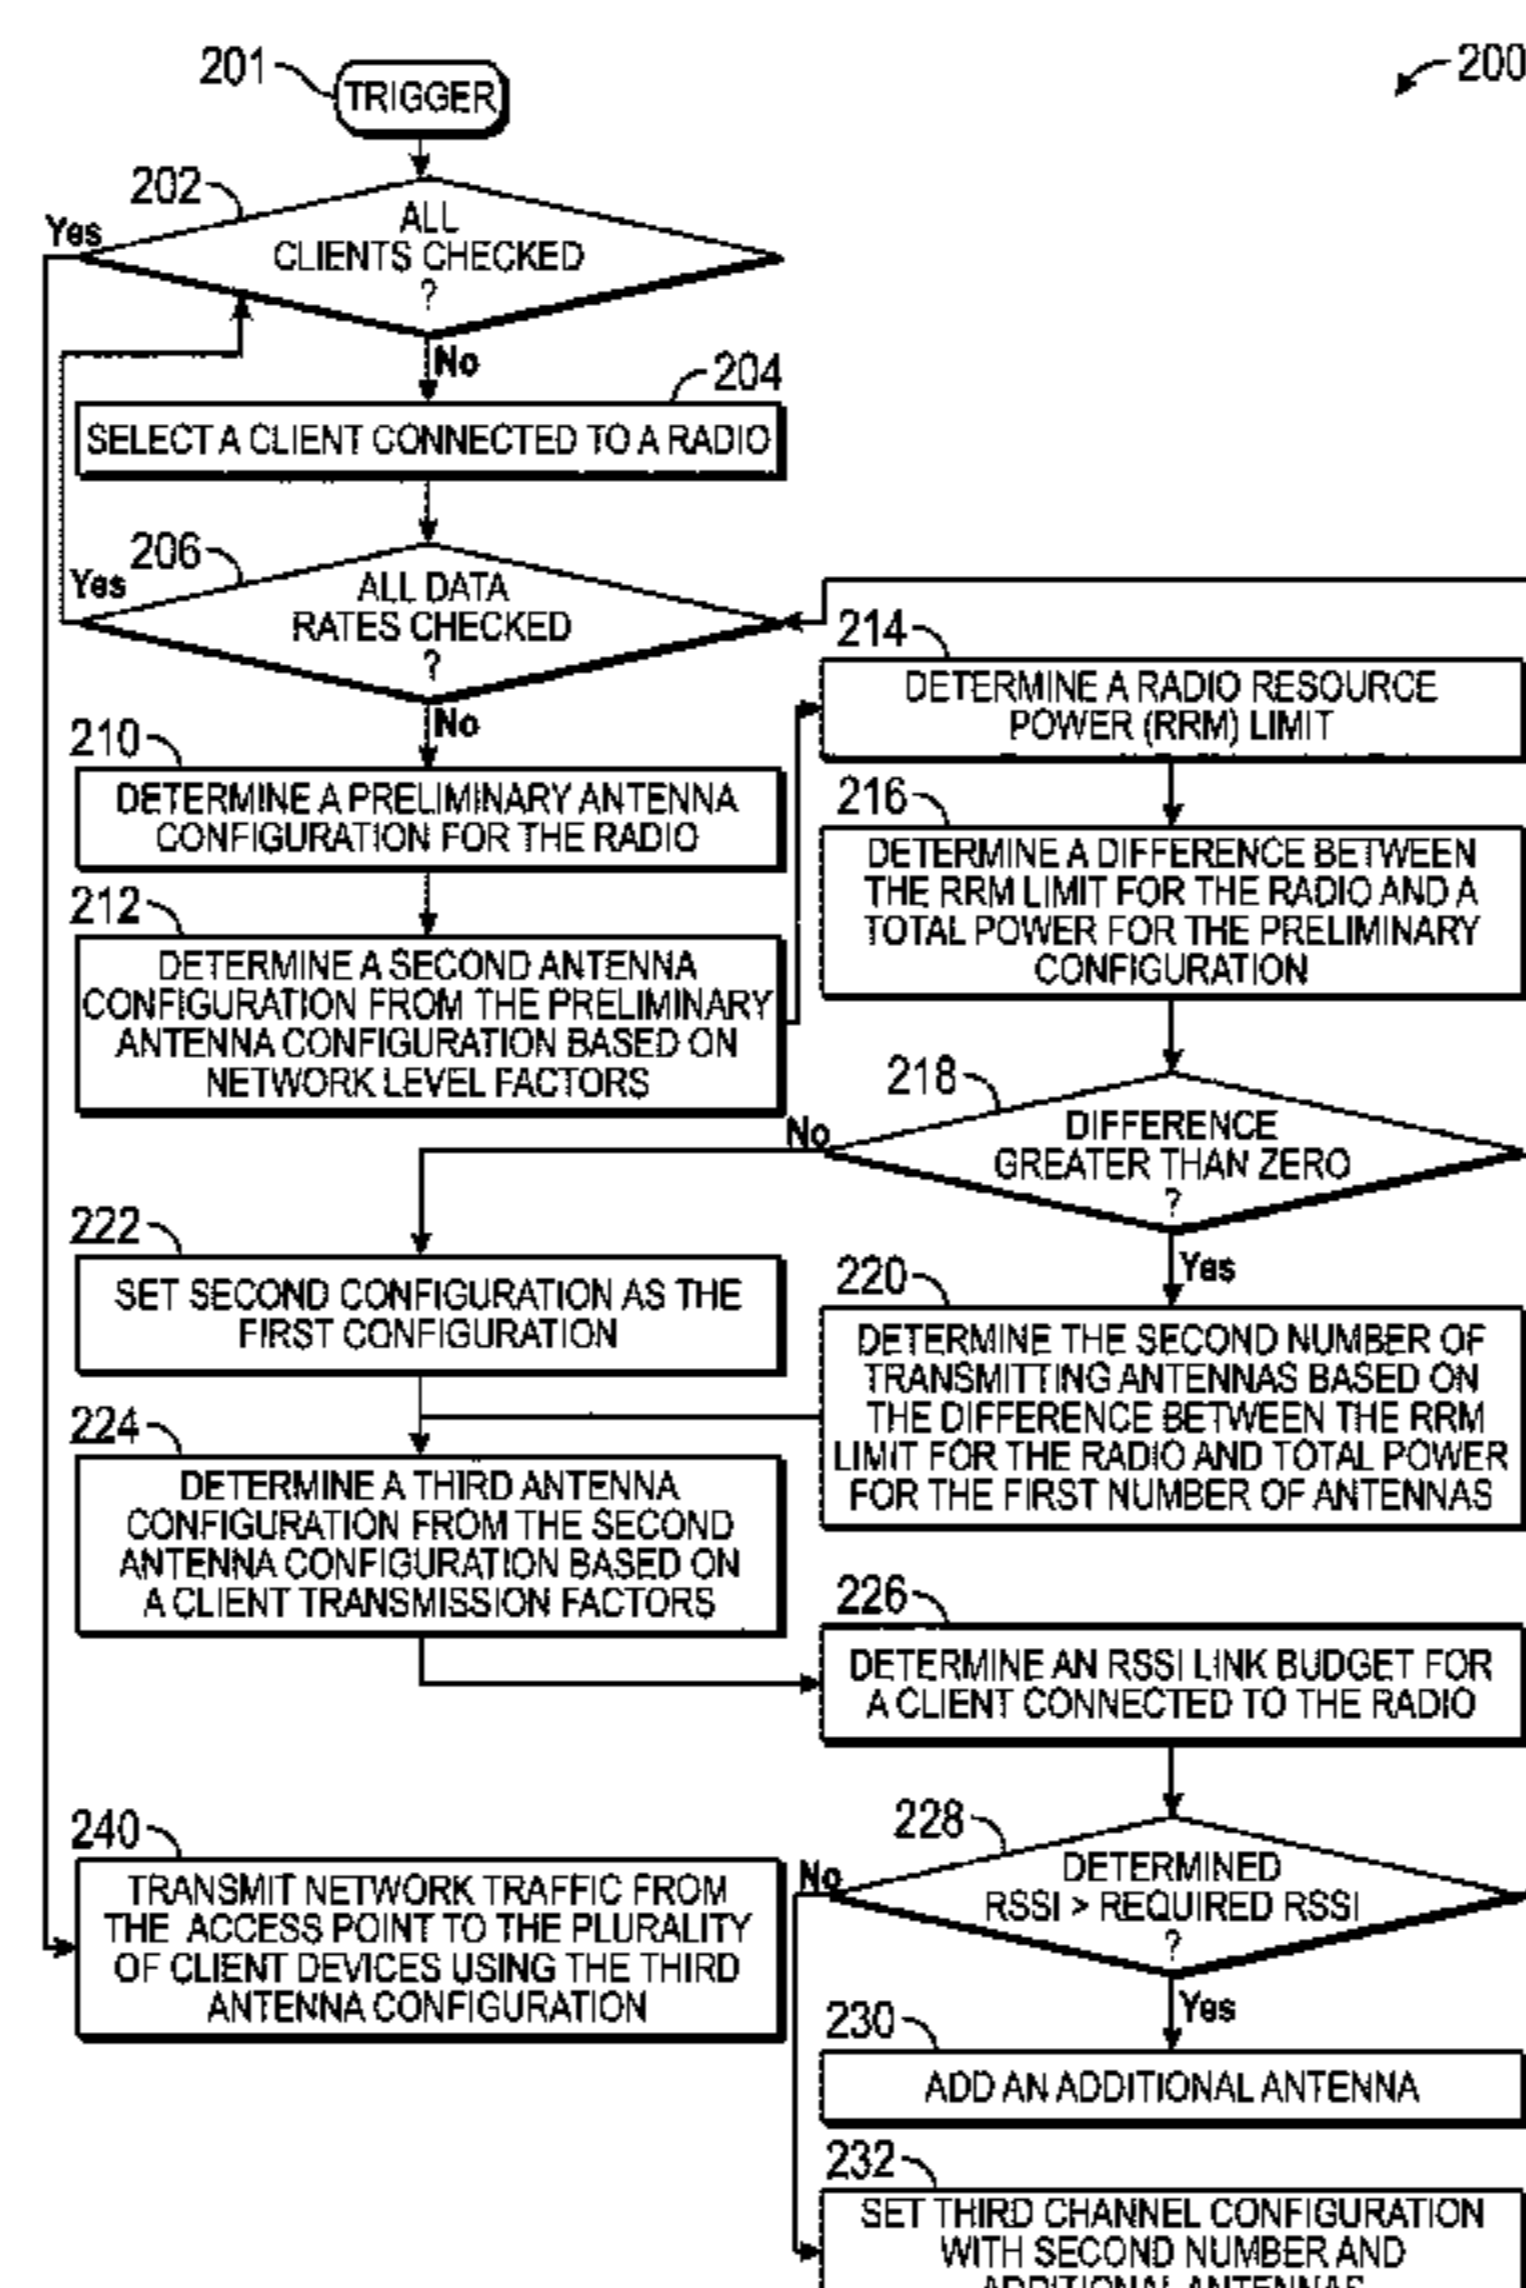 200
201
TRIGGER
202
Yes
ALL
CLIENTS CHECKED
?
No
204
SELECT A CLIENT CONNECTED TO A RADIO
206
Yes
ALL DATA
RATES CHECKED
?
No
210
DETERMINE A PRELIMINARY ANTENNA
CONFIGURATION FOR THE RADIO
212
DETERMINE A SECOND ANTENNA
CONFIGURATION FROM THE PRELIMINARY
ANTENNA CONFIGURATION BASED ON
NETWORK LEVEL FACTORS
214
DETERMINE A RADIO RESOURCE
POWER (RRM) LIMIT
216
DETERMINE A DIFFERENCE BETWEEN
THE RRM LIMIT FOR THE RADIO AND A
TOTAL POWER FOR THE PRELIMINARY
CONFIGURATION
218
No
DIFFERENCE
GREATER THAN ZERO
?
Yes
220
DETERMINE THE SECOND NUMBER OF
TRANSMITTING ANTENNAS BASED ON
THE DIFFERENCE BETWEEN THE RRM
LIMIT FOR THE RADIO AND TOTAL POWER
FOR THE FIRST NUMBER OF ANTENNAS
222
SET SECOND CONFIGURATION AS THE
FIRST CONFIGURATION
224
DETERMINE A THIRD ANTENNA
CONFIGURATION FROM THE SECOND
ANTENNA CONFIGURATION BASED ON
A CLIENT TRANSMISSION FACTORS
226
DETERMINE AN RSSI LINK BUDGET FOR
A CLIENT CONNECTED TO THE RADIO
228
No
DETERMINED
RSSI > REQUIRED RSSI
?
Yes
230
ADD AN ADDITIONAL ANTENNA
232
SET THIRD CHANNEL CONFIGURATION
WITH SECOND NUMBER AND
ADDITIONAL ANTENNAS
240
TRANSMIT NETWORK TRAFFIC FROM
THE ACCESS POINT TO THE PLURALITY
OF CLIENT DEVICES USING THE THIRD
ANTENNA CONFIGURATION